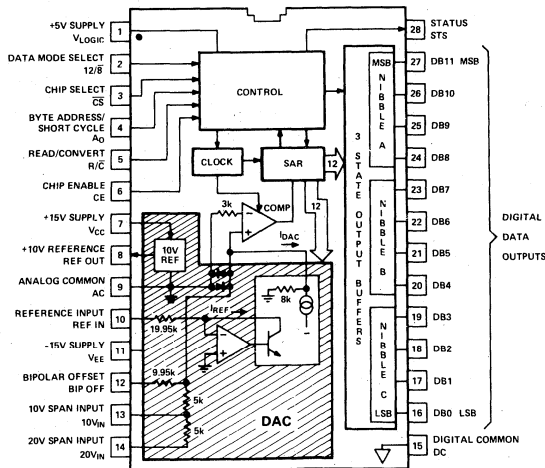 +5V SUPPLY
VLOGIC
1
DATA MODE SELECT
12/8̅
2
CHIP SELECT
C̅S̅
3
BYTE ADDRESS/
SHORT CYCLE
AO
4
READ/CONVERT
R/C̅
5
CHIP ENABLE
CE
6
+15V SUPPLY
VCC
7
+10V REFERENCE
REF OUT
8
ANALOG COMMON
AC
9
REFERENCE INPUT
REF IN
10
-15V SUPPLY
VEE
11
BIPOLAR OFFSET
BIP OFF
12
10V SPAN INPUT
10VIN
13
20V SPAN INPUT
20VIN
14
CONTROL
CLOCK
SAR
12
COMP
12
3k
IDAC
10V
REF
8k
IREF
19.95k
9.95k
5k
5k
DAC
3 STATE OUTPUT BUFFERS
MSB
NIBBLE A
NIBBLE B
NIBBLE C
LSB
28
STATUS
STS
27
DB11 MSB
26
DB10
25
DB9
24
DB8
23
DB7
22
DB6
21
DB5
20
DB4
19
DB3
18
DB2
17
DB1
16
DB0 LSB
15
DIGITAL COMMON
DC
DIGITAL
DATA
OUTPUTS